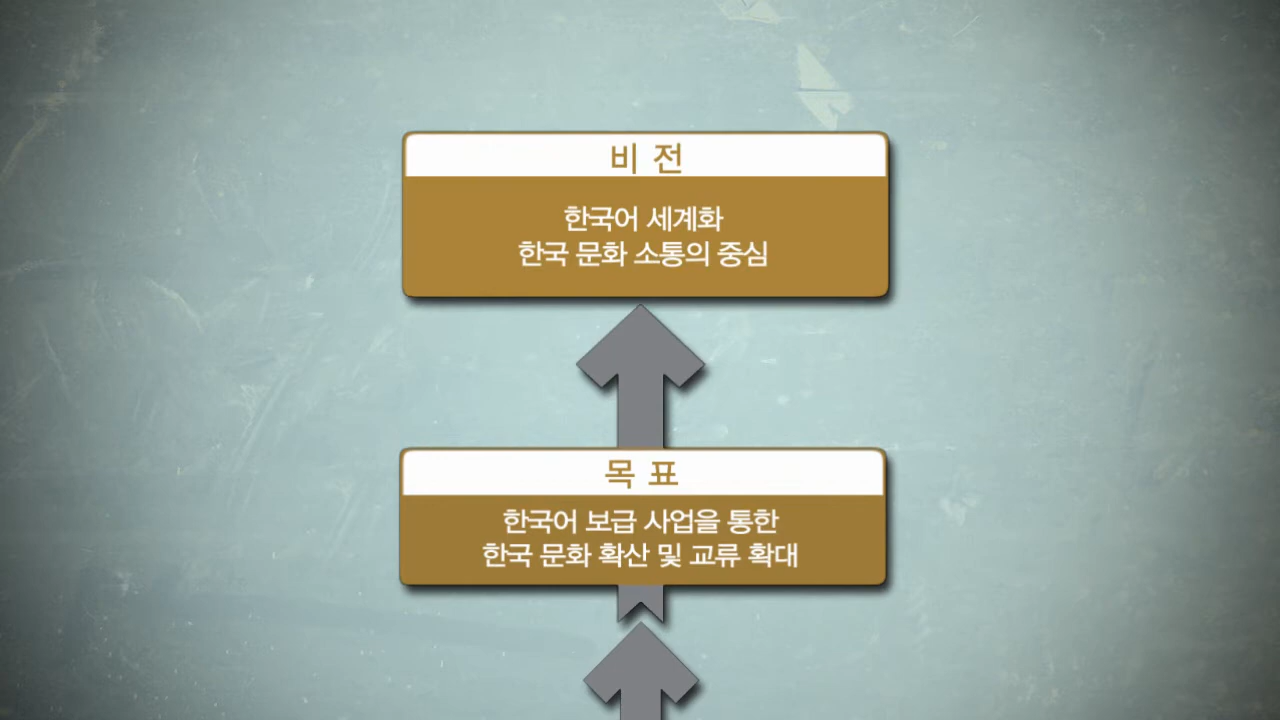 비 전
한국어 세계화
한국 문화 소통의 중심
목 표
한국어 보급 사업을 통한
한국 문화 확산 및 교류 확대